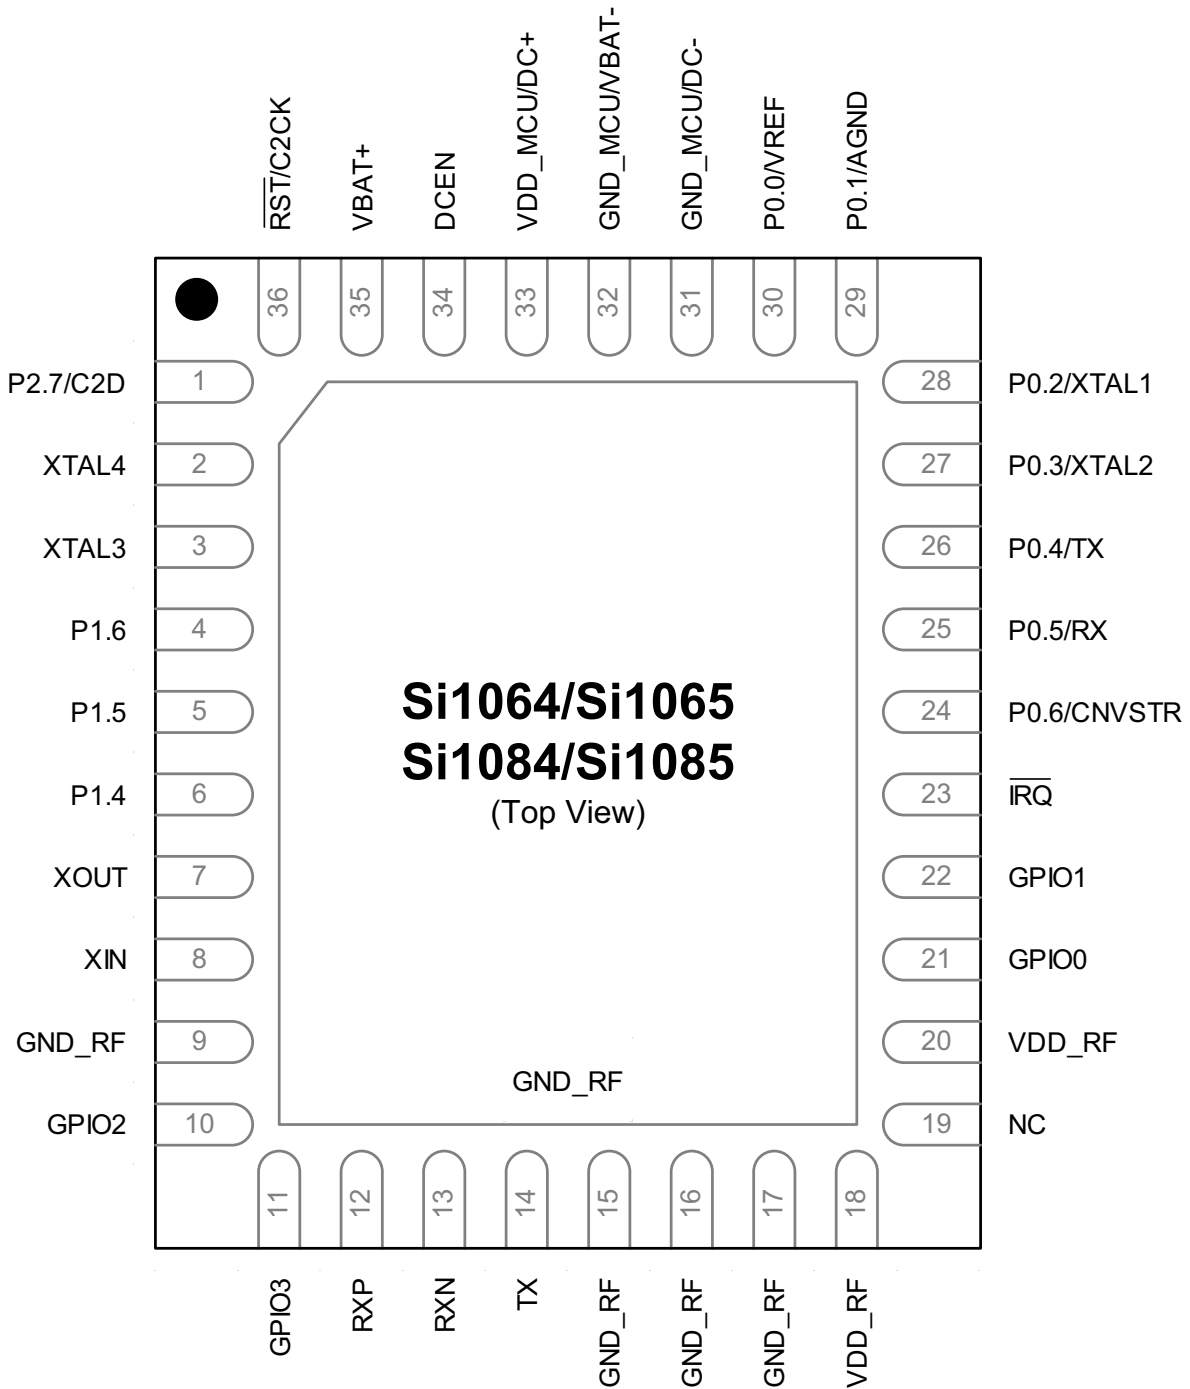 R̅S̅T̅/C2CK
VBAT+
DCEN
VDD_MCU/DC+
GND_MCU/VBAT-
GND_MCU/DC-
P0.0/VREF
P0.1/AGND
36
35
34
33
32
31
30
29
P2.7/C2D 1
28 P0.2/XTAL1
XTAL4 2
27 P0.3/XTAL2
XTAL3 3
26 P0.4/TX
P1.6 4
25 P0.5/RX
Si1064/Si1065
P1.5 5
24 P0.6/CNVSTR
Si1084/Si1085
P1.4 6
23 I̅R̅Q̅
(Top View)
XOUT 7
22 GPIO1
XIN 8
21 GPIO0
GND_RF 9
20 VDD_RF
GND_RF
GPIO2 10
19 NC
11
12
13
14
15
16
17
18
GPIO3
RXP
RXN
TX
GND_RF
GND_RF
GND_RF
VDD_RF